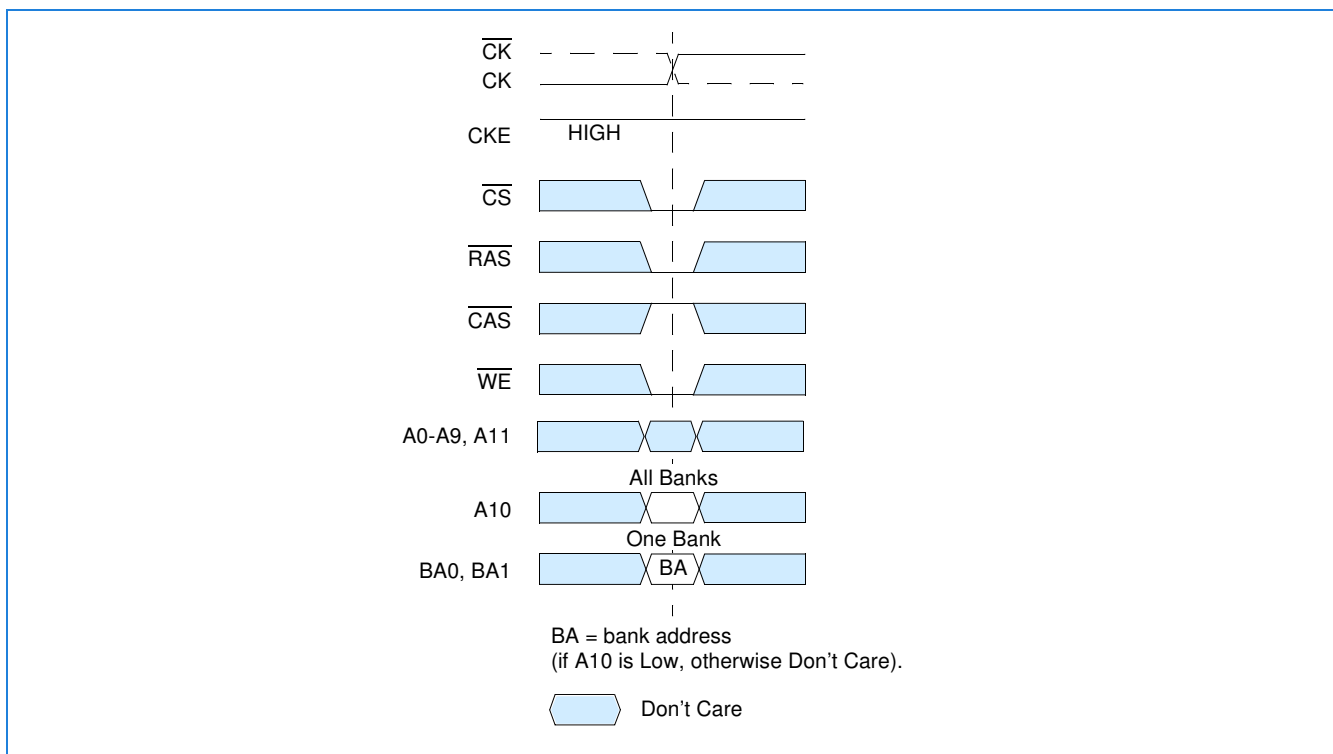 CK
CK
CKE HIGH
CS
RAS
CAS
WE
A0-A9, A11
All Banks
A10
One Bank
BA0, BA1 BA
BA = bank address
(if A10 is Low, otherwise Don't Care).
Don't Care